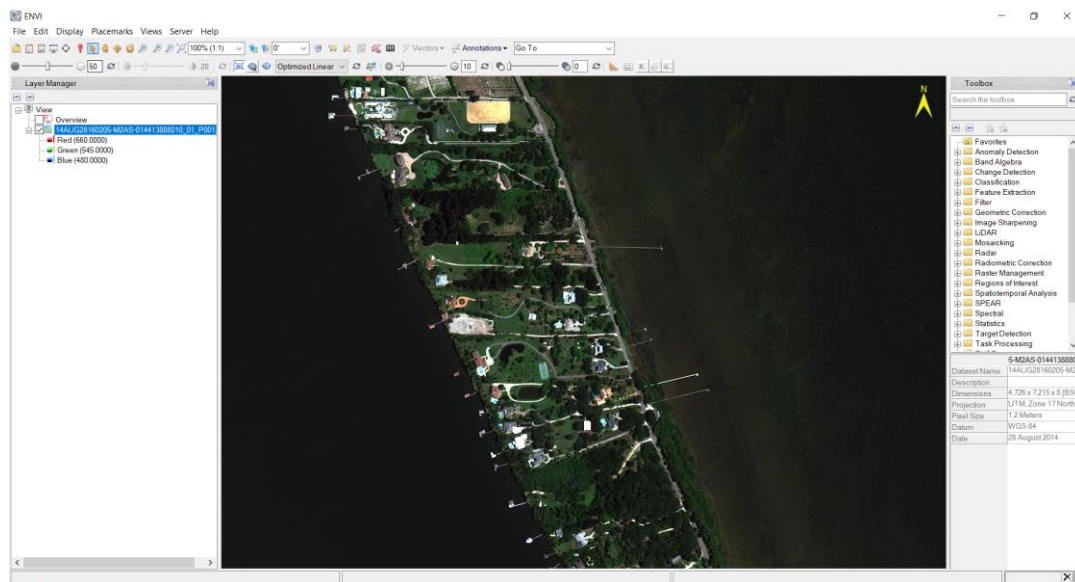 ENVI
File Edit Display Placemarks Views Server Help
100% (1:1) 0° Vectors Annotations Go To
50 20 Optimized Linear 10 0
Layer Manager
View
Overview
14AUG28160205-M2AS-014413888010_01_P001
Red (660.0000)
Green (545.0000)
Blue (480.0000)
N
Toolbox
Search the toolbox
Favorites
Anomaly Detection
Band Algebra
Change Detection
Classification
Feature Extraction
Filter
Geometric Correction
Image Sharpening
LiDAR
Mosaicking
Radar
Radiometric Correction
Raster Management
Regions of Interest
Spatiotemporal Analysis
SPEAR
Spectral
Statistics
Target Detection
Task Processing
5-M2AS-0144138880
Dataset Name 14AUG28160205-M2
Description
Dimensions 4,726 x 7,215 x 8 [BS
Projection UTM, Zone 17 North
Pixel Size 1.2 Meters
Datum WGS-84
Date 28 August 2014